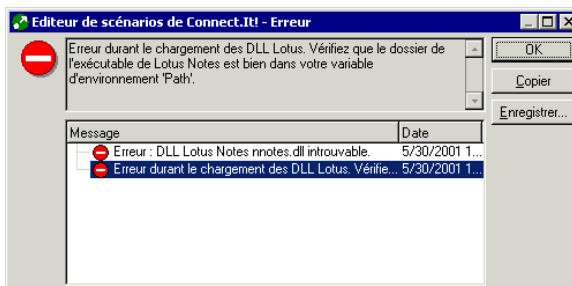 Editeur de scénarios de Connect.It! - Erreur
Erreur durant le chargement des DLL Lotus. Vérifiez que le dossier de
l'exécutable de Lotus Notes est bien dans votre variable
d'environnement 'Path'.
OK
Copier
Enregistrer...
Message Date
Erreur : DLL Lotus Notes nnotes.dll introuvable. 5/30/2001 1...
Erreur durant le chargement des DLL Lotus. Vérifie... 5/30/2001 1...